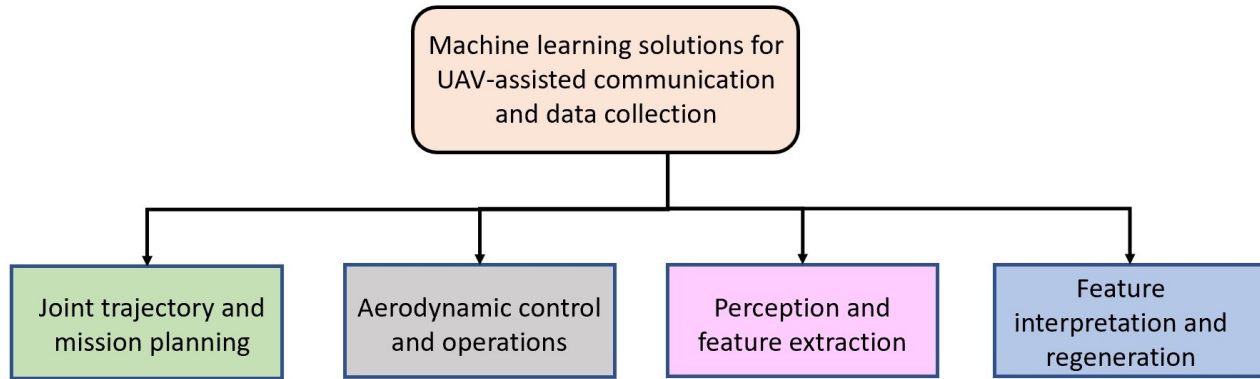 Machine learning solutions for
UAV-assisted communication
and data collection
Joint trajectory and
mission planning
Aerodynamic control
and operations
Perception and
feature extraction
Feature
interpretation and
regeneration